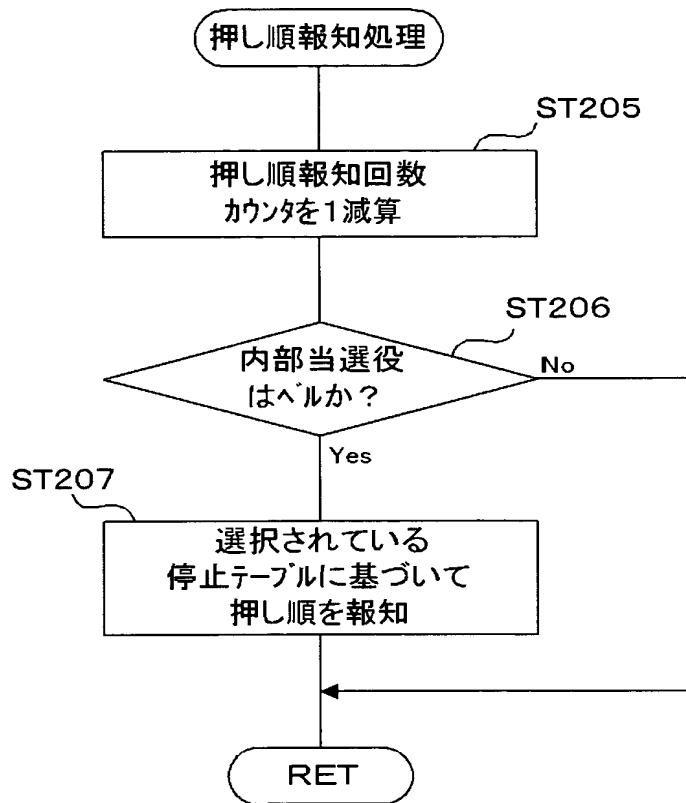 押し順報知処理
ST205
押し順報知回数
ｶｳﾝﾀを１減算
ST206
内部当選役
はﾍﾞﾙか？
No
Yes
ST207
選択されている
停止ﾃｰﾌﾞﾙに基づいて
押し順を報知
RET